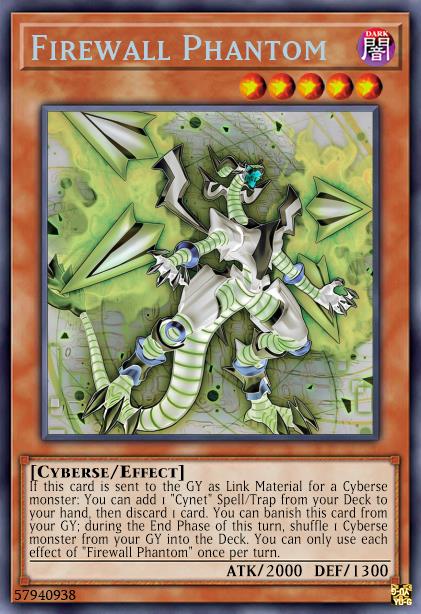 Firewall Phantom
DARK
闇
[Cyberse/Effect]
If this card is sent to the GY as Link Material for a Cyberse
monster: You can add 1 "Cynet" Spell/Trap from your Deck to
your hand, then discard 1 card. You can banish this card from
your GY; during the End Phase of this turn, shuffle 1 Cyberse
monster from your GY into the Deck. You can only use each
effect of "Firewall Phantom" once per turn.
ATK/2000 DEF/1300
57940938